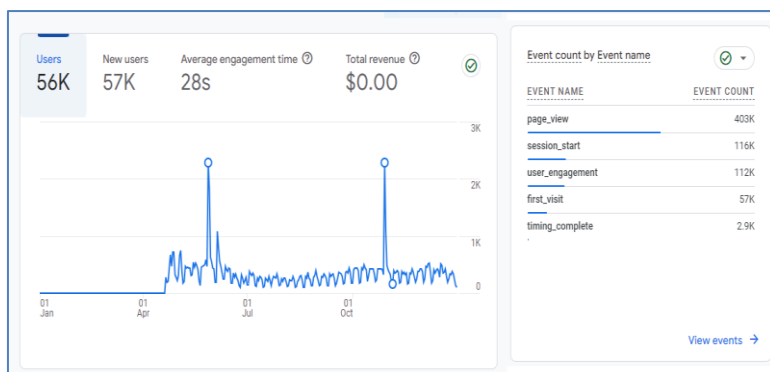 Users
56K
New users
57K
Average engagement time
28s
Total revenue
$0.00
3K
2K
1K
0
01
Jan
01
Apr
01
Jul
01
Oct
Event count by Event name
EVENT NAME EVENT COUNT
page_view 403K
session_start 116K
user_engagement 112K
first_visit 57K
timing_complete 2.9K
View events